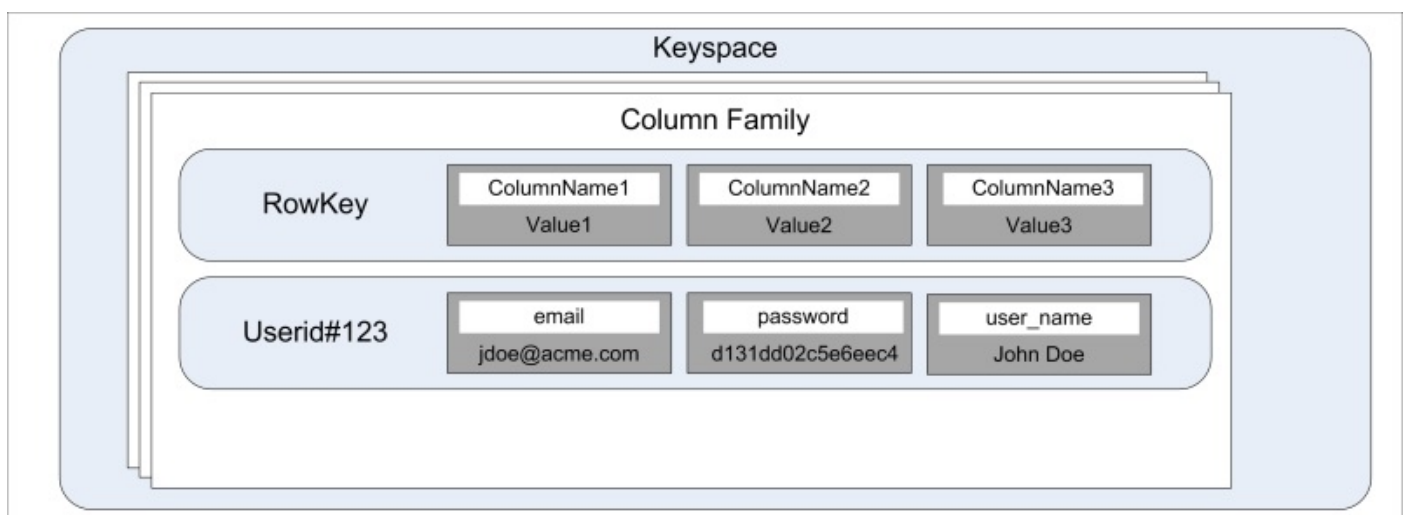 Keyspace
Column Family
RowKey
ColumnName1
Value1
ColumnName2
Value2
ColumnName3
Value3
Userid#123
email
jdoe@acme.com
password
d131dd02c5e6eec4
user_name
John Doe